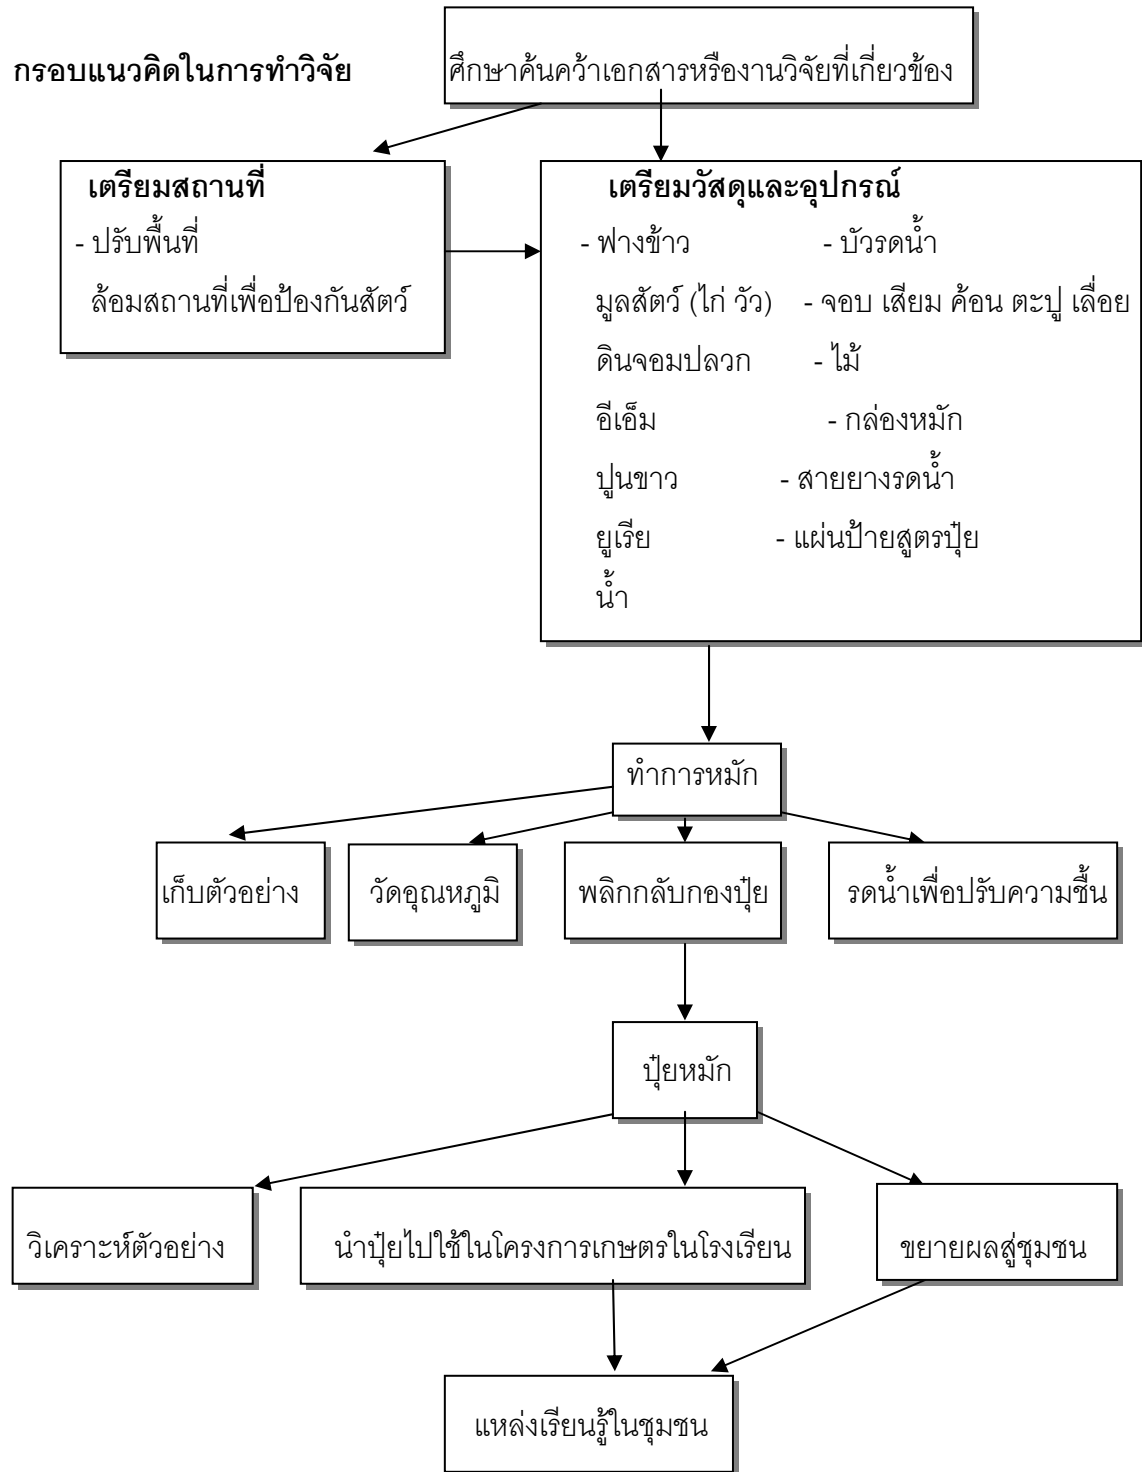 กรอบแนวคิดในการทำวิจัย
ศึกษาค้นคว้าเอกสารหรืองานวิจัยที่เกี่ยวข้อง
เตรียมสถานที่
- ปรับพื้นที่
ล้อมสถานที่เพื่อป้องกันสัตว์
เตรียมวัสดุและอุปกรณ์
- ฟางข้าว - บัวรดน้ำ
มูลสัตว์ (ไก่ วัว) - จอบ เสียม ค้อน ตะปู เลื่อย
ดินจอมปลวก - ไม้
อีเอ็ม - กล่องหมัก
ปูนขาว - สายยางรดน้ำ
ยูเรีย - แผ่นป้ายสูตรปุ๋ย
น้ำ
ทำการหมัก
เก็บตัวอย่าง
วัดอุณหภูมิ
พลิกกลับกองปุ๋ย
รดน้ำเพื่อปรับความชื้น
ปุ๋ยหมัก
วิเคราะห์ตัวอย่าง
นำปุ๋ยไปใช้ในโครงการเกษตรในโรงเรียน
ขยายผลสู่ชุมชน
แหล่งเรียนรู้ในชุมชน